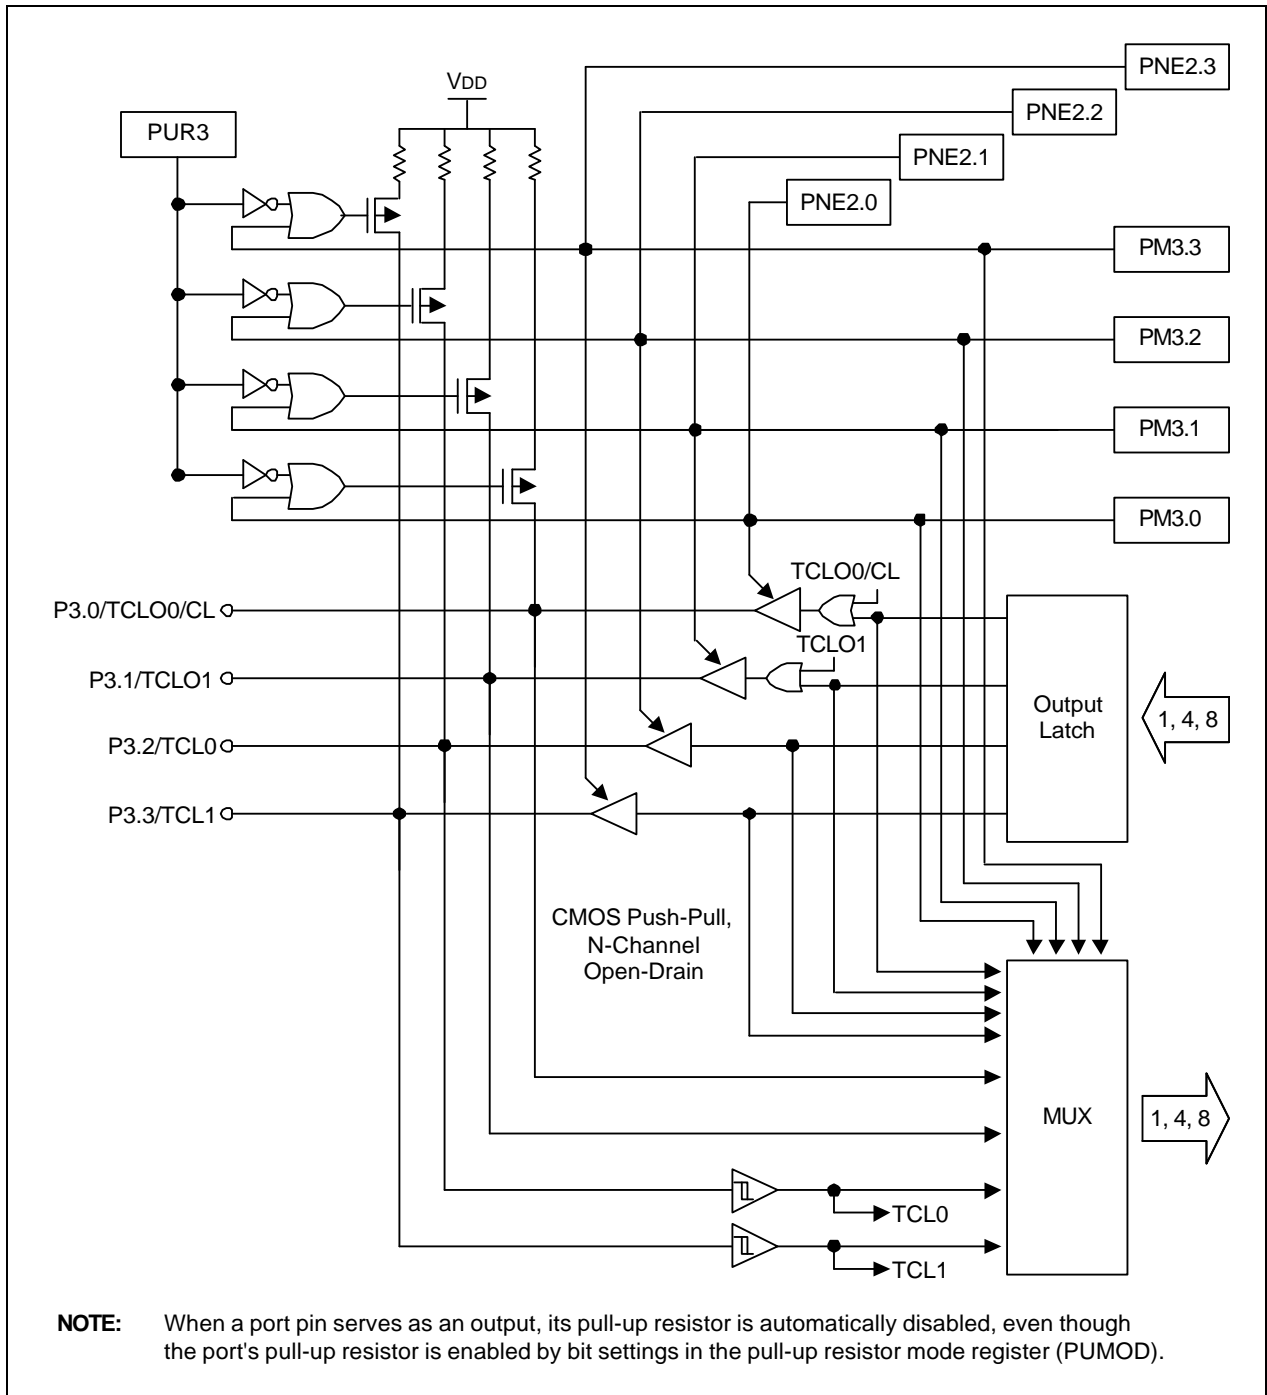 PNE2.3
VDD
PNE2.2
PUR3
PNE2.1
PNE2.0
PM3.3
PM3.2
PM3.1
PM3.0
TCLO0/CL
P3.0/TCLO0/CL
TCLO1
P3.1/TCLO1
Output
Latch
1, 4, 8
P3.2/TCL0
P3.3/TCL1
CMOS Push-Pull,
N-Channel
Open-Drain
MUX
1, 4, 8
TCL0
TCL1
NOTE: When a port pin serves as an output, its pull-up resistor is automatically disabled, even though
the port's pull-up resistor is enabled by bit settings in the pull-up resistor mode register (PUMOD).